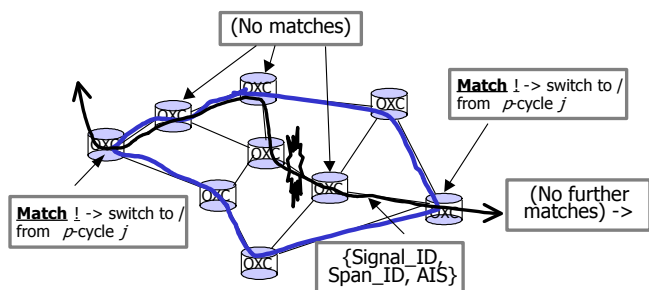 (No matches)
Match ! -> switch to /
from p-cycle j
OXC
OXC
OXC
OXC
OXC
OXC
OXC
OXC
OXC
Match ! -> switch to /
from p-cycle j
(No further
matches) ->
{Signal_ID,
Span_ID, AIS}